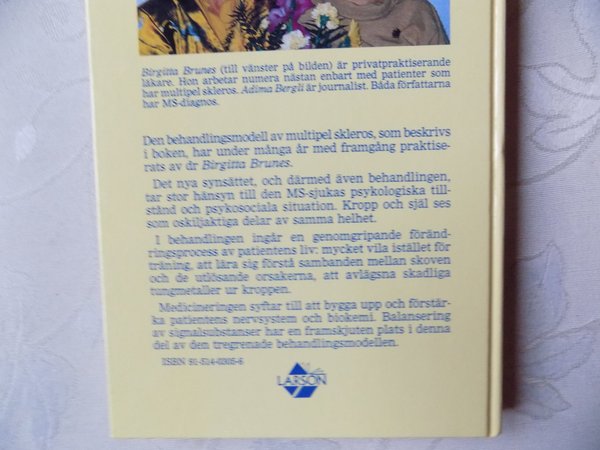 Birgitta Brunes (till vänster på bilden) är privatpraktiserande
läkare. Hon arbetar numera nästan enbart med patienter som
har multipel skleros. Adima Bergli är journalist. Båda författarna
har MS-diagnos.
Den behandlingsmodell av multipel skleros, som beskrivs
i boken, har under många år med framgång praktise-
rats av dr Birgitta Brunes.
Det nya synsättet, och därmed även behandlingen,
tar stor hänsyn till den MS-sjukas psykologiska till-
stånd och psykosociala situation. Kropp och själ ses
som oskiljaktiga delar av samma helhet.
I behandlingen ingår en genomgripande föränd-
ringsprocess av patientens liv: mycket vila istället för
träning, att lära sig förstå sambanden mellan skoven
och de utlösande orsakerna, att avlägsna skadliga
tungmetaller ur kroppen.
Medicineringen syftar till att bygga upp och förstär-
ka patientens nervsystem och biokemi. Balansering
av signalsubstanser har en framskjuten plats i denna
del av den tregrenade behandlingsmodellen.
ISBN 91-514-0305-6
LARSON